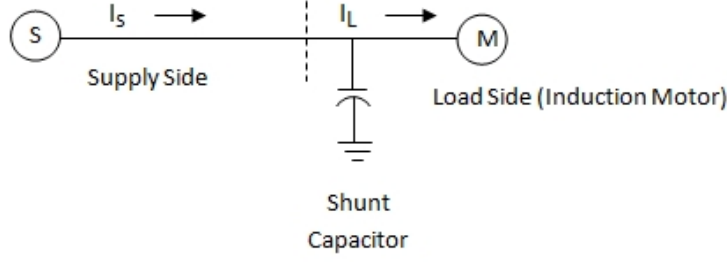 I_S
I_L
S
M
Supply Side
Load Side (Induction Motor)
Shunt
Capacitor